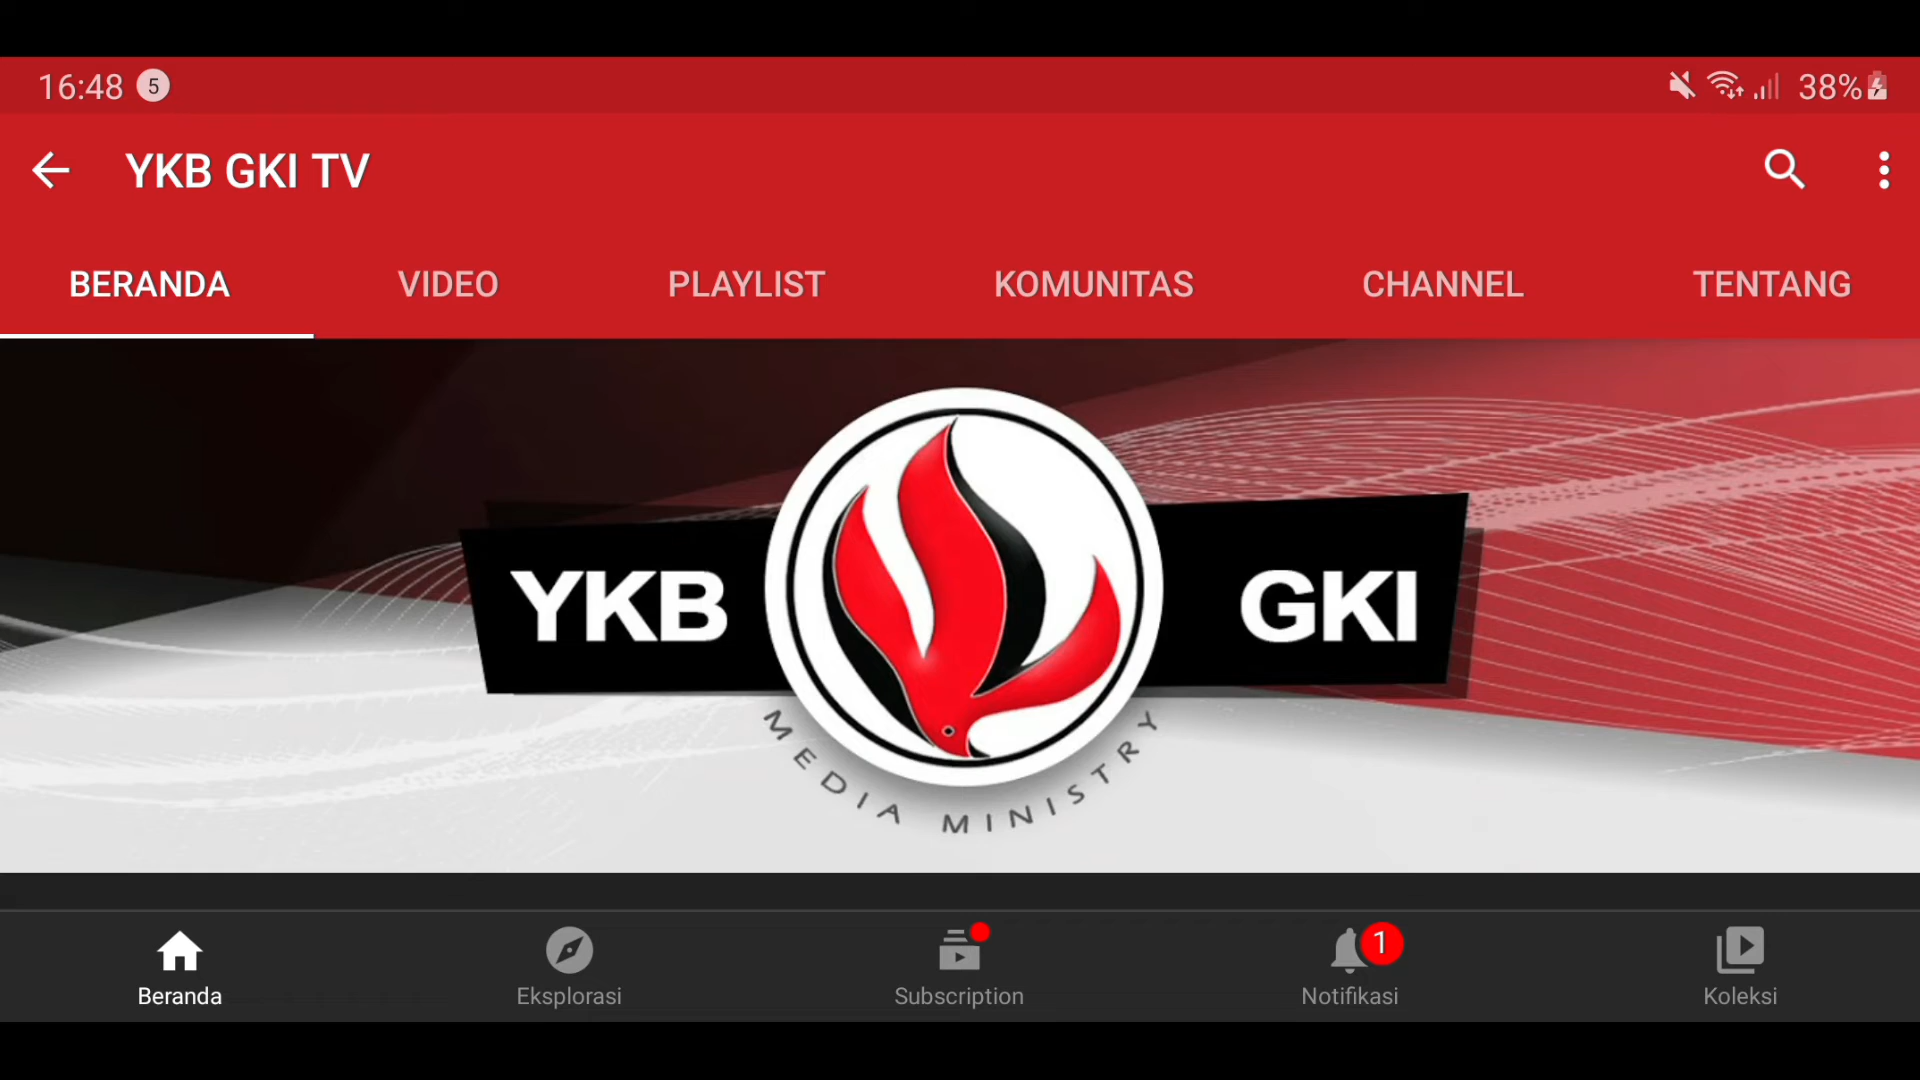 16:48 5 38%
YKB GKI TV
BERANDA VIDEO PLAYLIST KOMUNITAS CHANNEL TENTANG
YKB GKI
MEDIA MINISTRY
1
Beranda Eksplorasi Subscription Notifikasi Koleksi